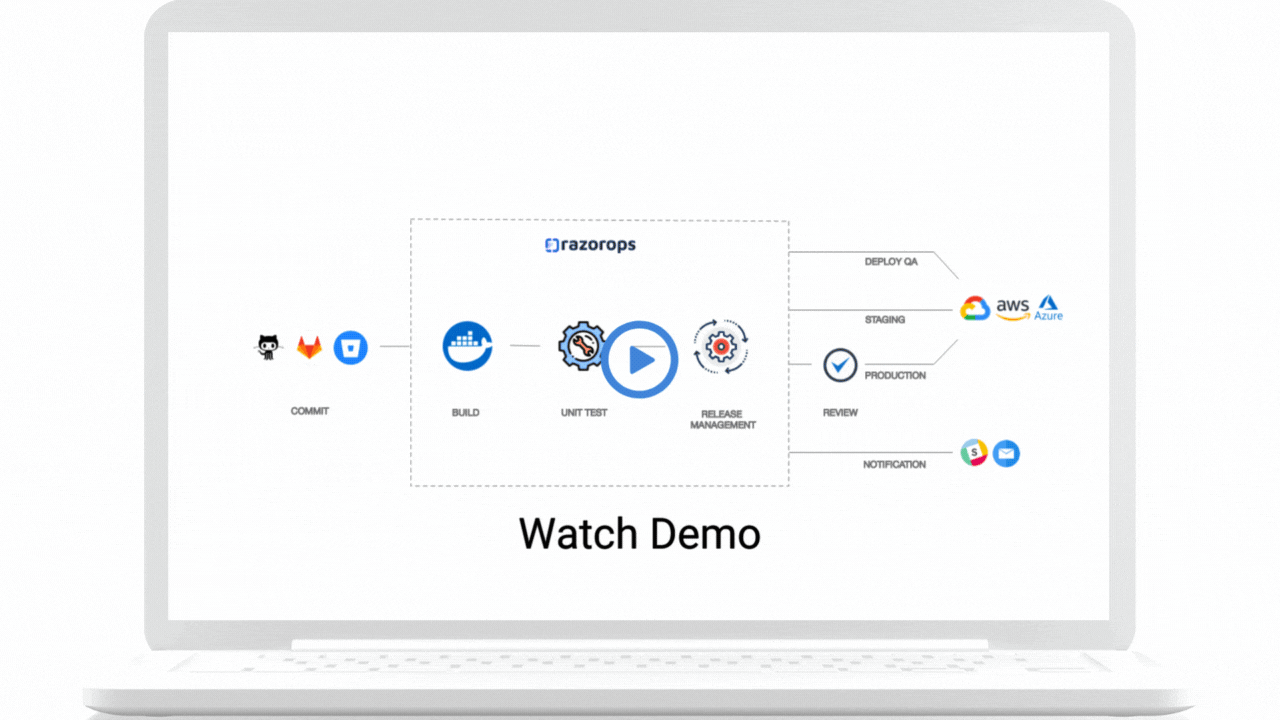 razorops
DEPLOY QA
aws
Azure
STAGING
PRODUCTION
COMMIT
BUILD
UNIT TEST
RELEASE
MANAGEMENT
REVIEW
S
NOTIFICATION
Watch Demo